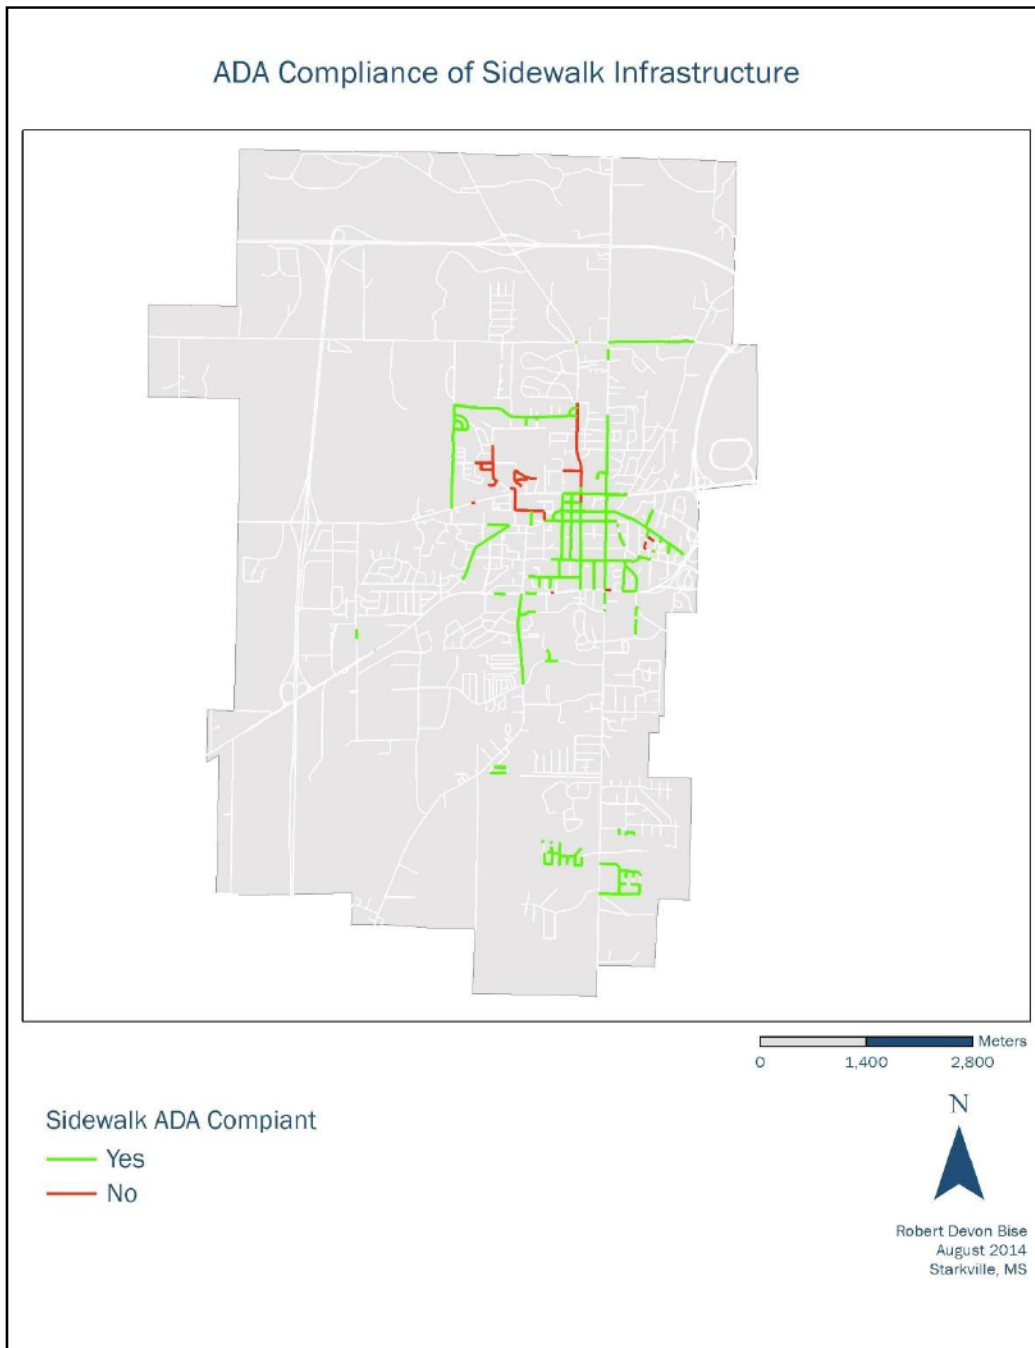 ADA Compliance of Sidewalk Infrastructure
Meters
0 1,400 2,800
Sidewalk ADA Compiant
Yes
No
N
Robert Devon Bise
August 2014
Starkville, MS